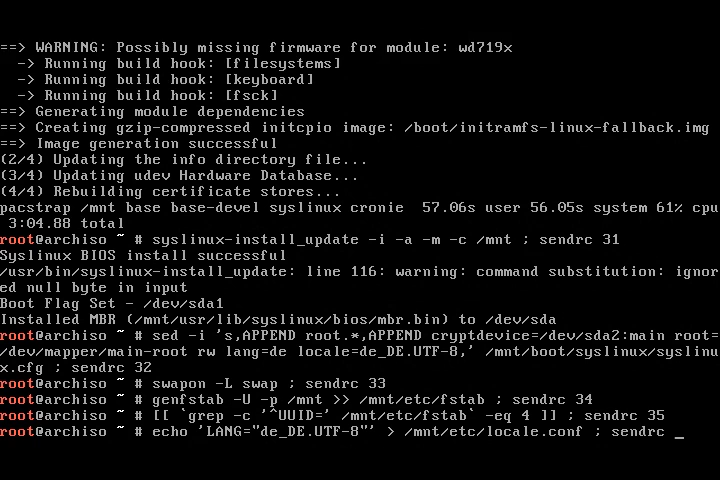 ==> WARNING: Possibly missing firmware for module: wd719x
  -> Running build hook: [filesystems]
  -> Running build hook: [keyboard]
  -> Running build hook: [fsck]
==> Generating module dependencies
==> Creating gzip-compressed initcpio image: /boot/initramfs-linux-fallback.img
==> Image generation successful
(2/4) Updating the info directory file...
(3/4) Updating udev Hardware Database...
(4/4) Rebuilding certificate stores...
pacstrap /mnt base base-devel syslinux cronie  57.06s user 56.05s system 61% cpu
 3:04.88 total
root@archiso ~ # syslinux-install_update -i -a -m -c /mnt ; sendrc 31
Syslinux BIOS install successful
/usr/bin/syslinux-install_update: line 116: warning: command substitution: ignor
ed null byte in input
Boot Flag Set - /dev/sda1
Installed MBR (/mnt/usr/lib/syslinux/bios/mbr.bin) to /dev/sda
root@archiso ~ # sed -i 's,APPEND root.*,APPEND cryptdevice=/dev/sda2:main root=
/dev/mapper/main-root rw lang=de locale=de_DE.UTF-8,' /mnt/boot/syslinux/syslinu
x.cfg ; sendrc 32
root@archiso ~ # swapon -L swap ; sendrc 33
root@archiso ~ # genfstab -U -p /mnt >> /mnt/etc/fstab ; sendrc 34
root@archiso ~ # [[ `grep -c '^UUID=' /mnt/etc/fstab` -eq 4 ]] ; sendrc 35
root@archiso ~ # echo 'LANG="de_DE.UTF-8"' > /mnt/etc/locale.conf ; sendrc _